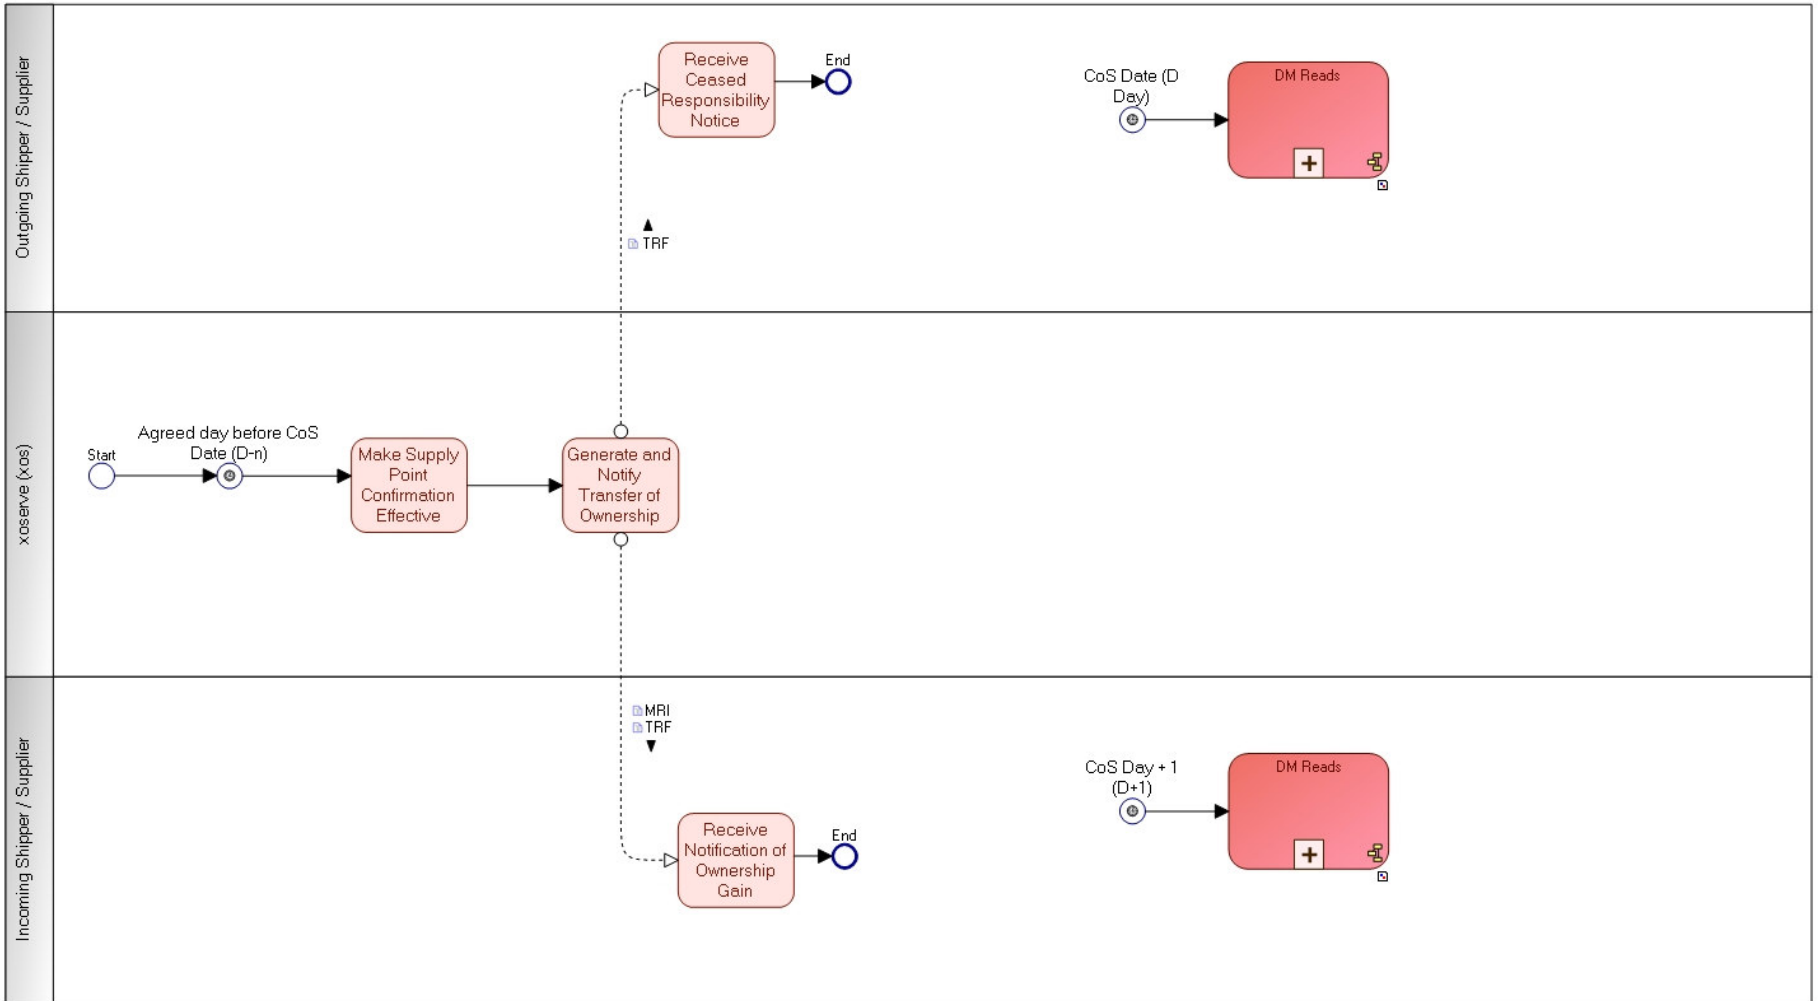 Outgoing Shipper / Supplier
Receive
Ceased
Responsibility
Notice
End
CoS Date (D
Day)
DM Reads
TRF
xoserve (xos)
Start
Agreed day before CoS
Date (D-n)
Make Supply
Point
Confirmation
Effective
Generate and
Notify
Transfer of
Ownership
Incoming Shipper / Supplier
MRI
TRF
Receive
Notification of
Ownership
Gain
End
CoS Day + 1
(D+1)
DM Reads